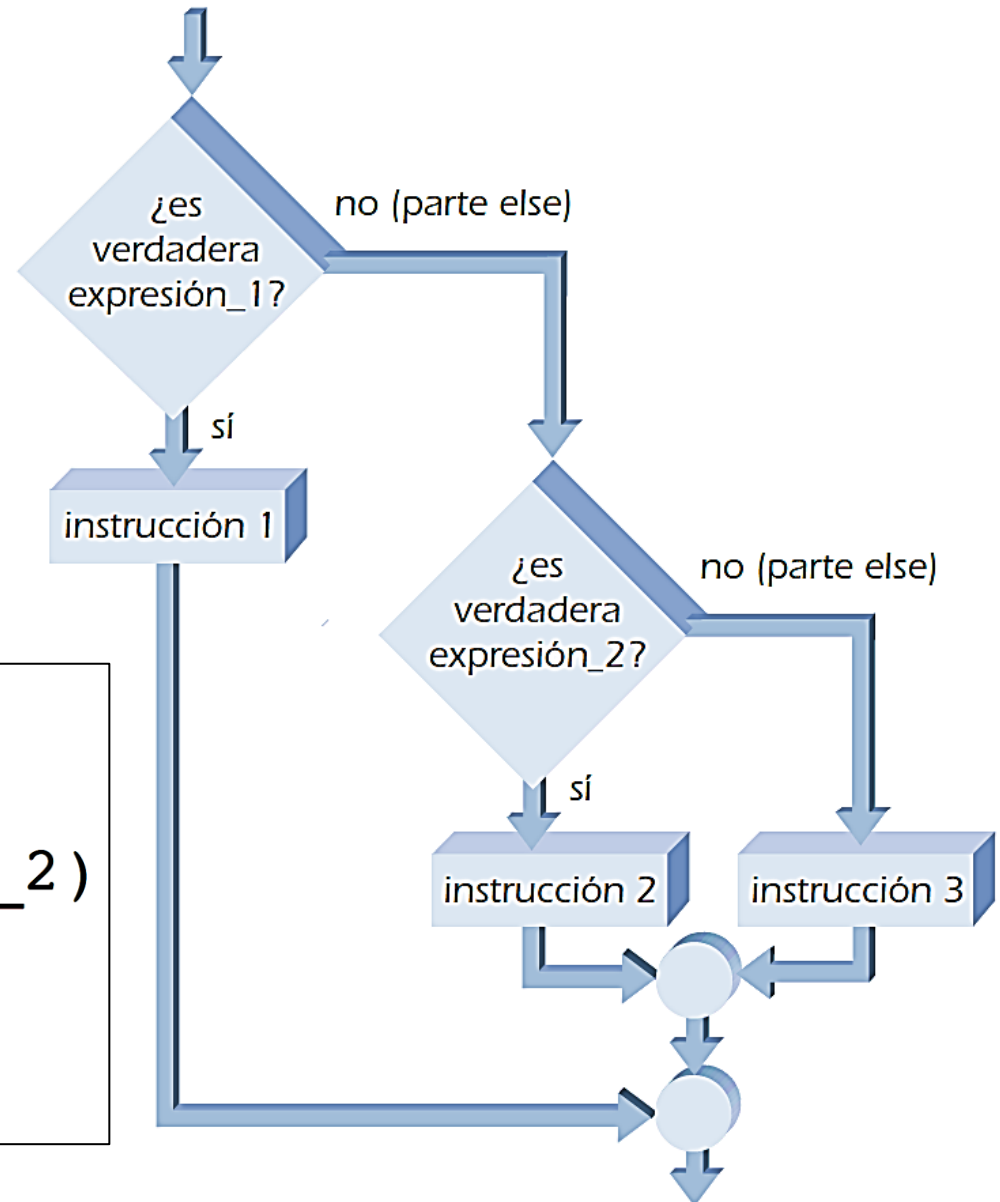 ¿es
verdadera
expresión_1?
no (parte else)
sí
instrucción 1
¿es
verdadera
expresión_2?
no (parte else)
sí
instrucción 2
instrucción 3
_2)